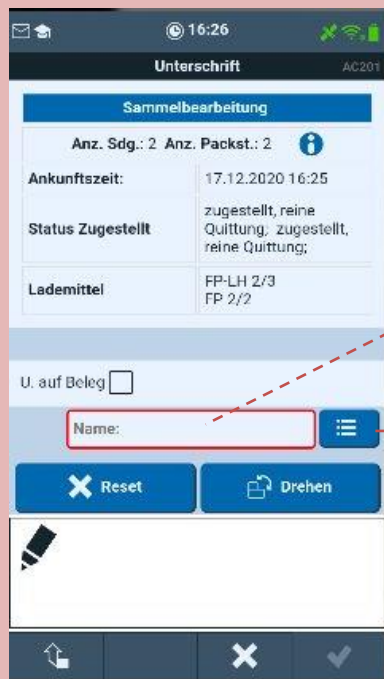 16:26
Unterschrift AC201
Sammelbearbeitung
Anz. Sdg.: 2 Anz. Packst.: 2
Ankunftszeit: 17.12.2020 16:25
Status Zugestellt zugestellt, reine
Quittung; zugestellt,
reine Quittung;
Lademittel FP-LH 2/3
FP 2/2
U. auf Beleg
Name:
Reset Drehen